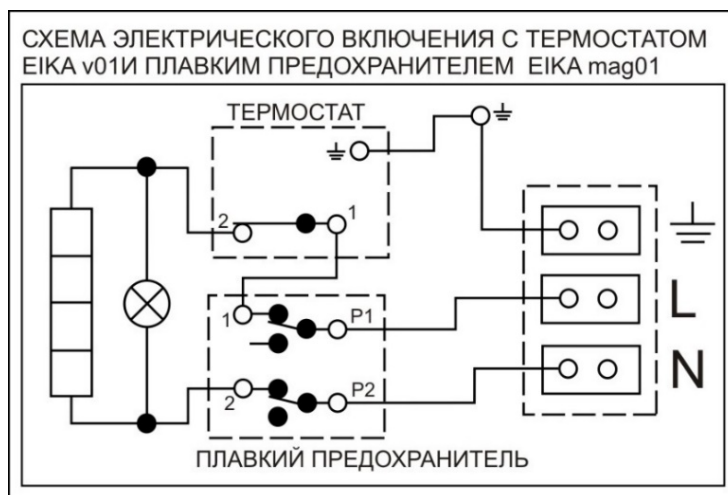 СХЕМА ЭЛЕКТРИЧЕСКОГО ВКЛЮЧЕНИЯ С ТЕРМОСТАТОМ
EIKA v01И ПЛАВКИМ ПРЕДОХРАНИТЕЛЕМ EIKA mag01
ТЕРМОСТАТ
2
1
1
P1
L
2
P2
N
ПЛАВКИЙ ПРЕДОХРАНИТЕЛЬ